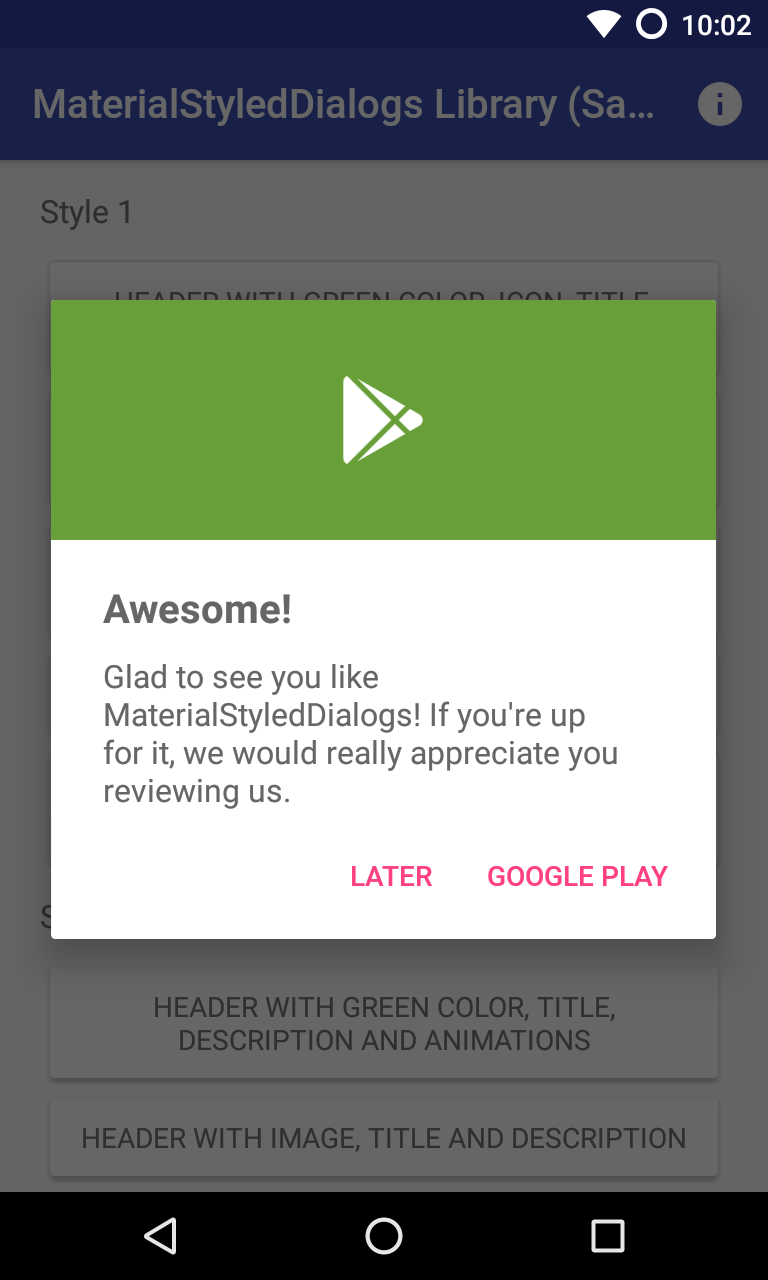 10:02
MaterialStyledDialogs Library (Sa...
Style 1
HEADER WITH GREEN COLOR, ICON, TITLE
Awesome!
Glad to see you like
MaterialStyledDialogs! If you're up
for it, we would really appreciate you
reviewing us.
LATER GOOGLE PLAY
HEADER WITH GREEN COLOR, TITLE,
DESCRIPTION AND ANIMATIONS
HEADER WITH IMAGE, TITLE AND DESCRIPTION